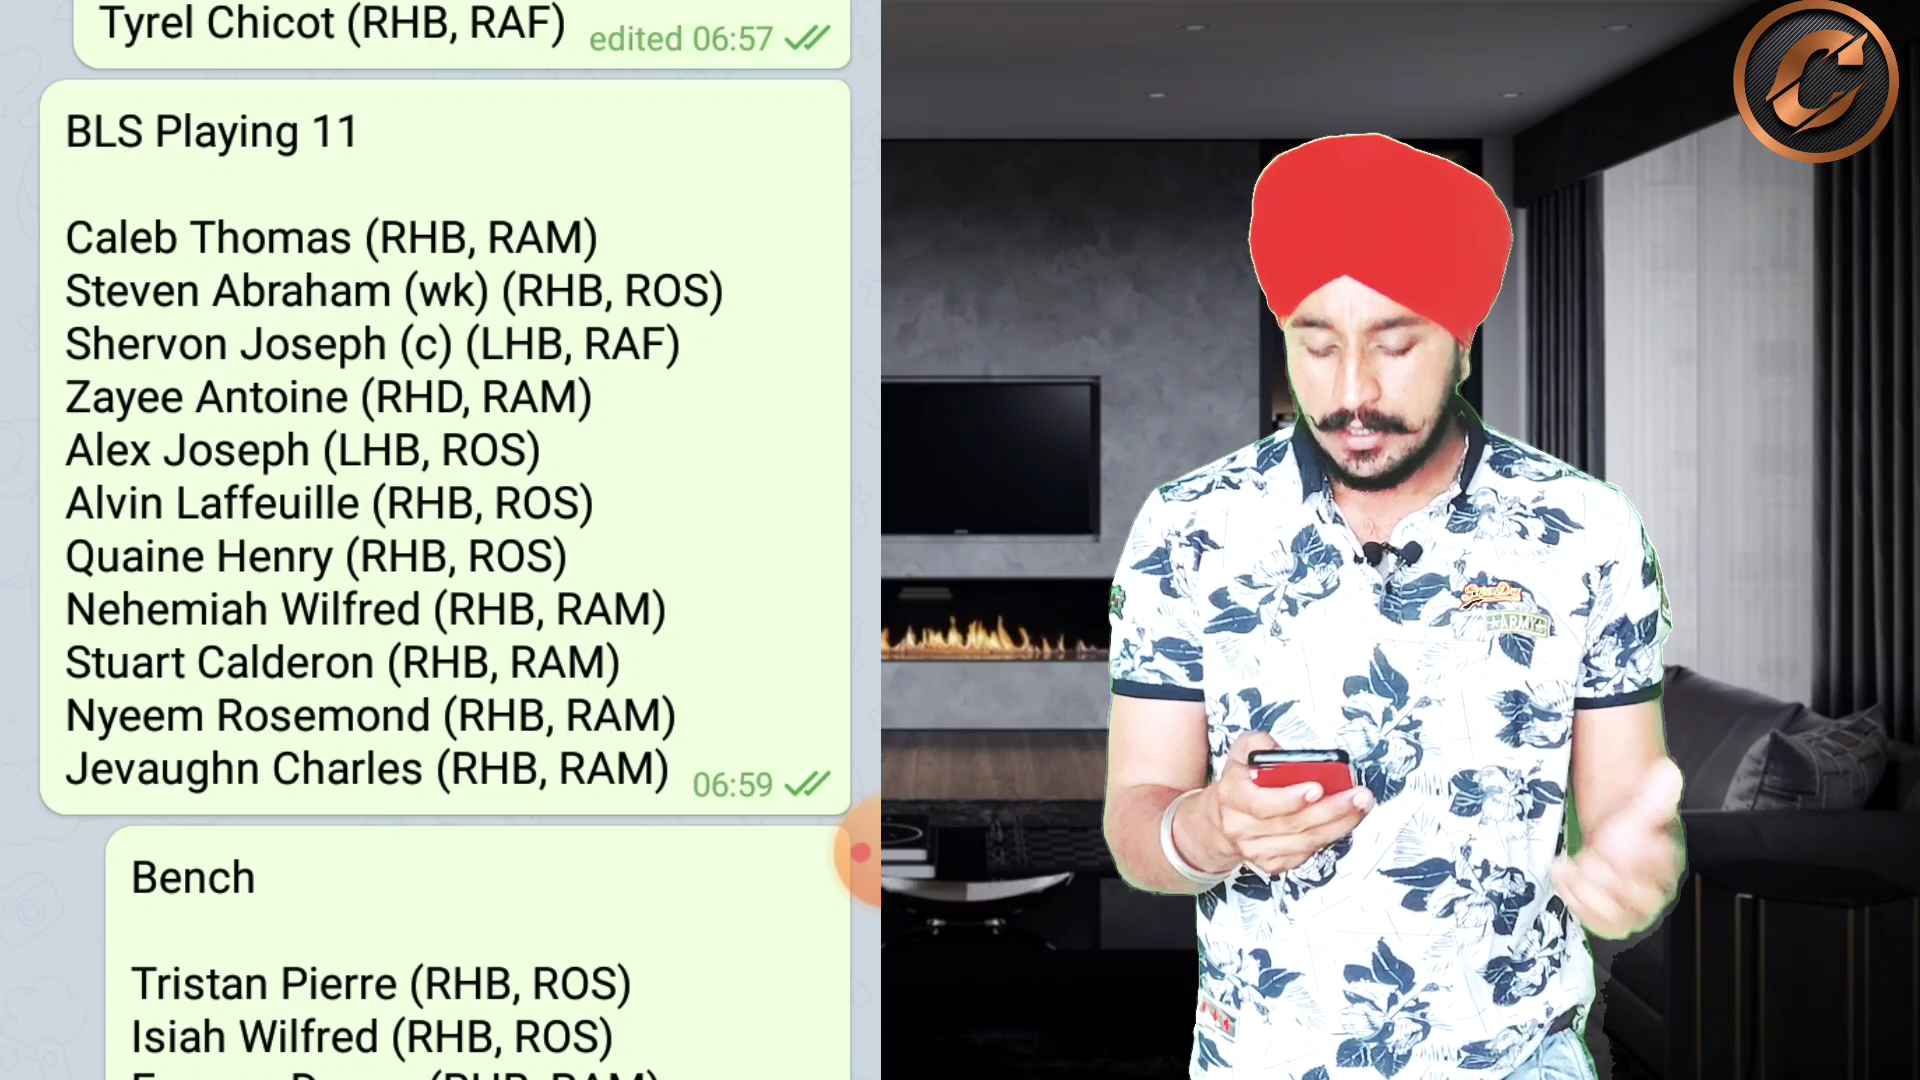 Tyrel Chicot (RHB, RAF) edited 06:57
BLS Playing 11
Caleb Thomas (RHB, RAM)
Steven Abraham (wk) (RHB, ROS)
Shervon Joseph (c) (LHB, RAF)
Zayee Antoine (RHD, RAM)
Alex Joseph (LHB, ROS)
Alvin Laffeuille (RHB, ROS)
Quaine Henry (RHB, ROS)
Nehemiah Wilfred (RHB, RAM)
Stuart Calderon (RHB, RAM)
Nyeem Rosemond (RHB, RAM)
Jevaughn Charles (RHB, RAM) 06:59
Bench
Tristan Pierre (RHB, ROS)
Isiah Wilfred (RHB, ROS)
ARMY